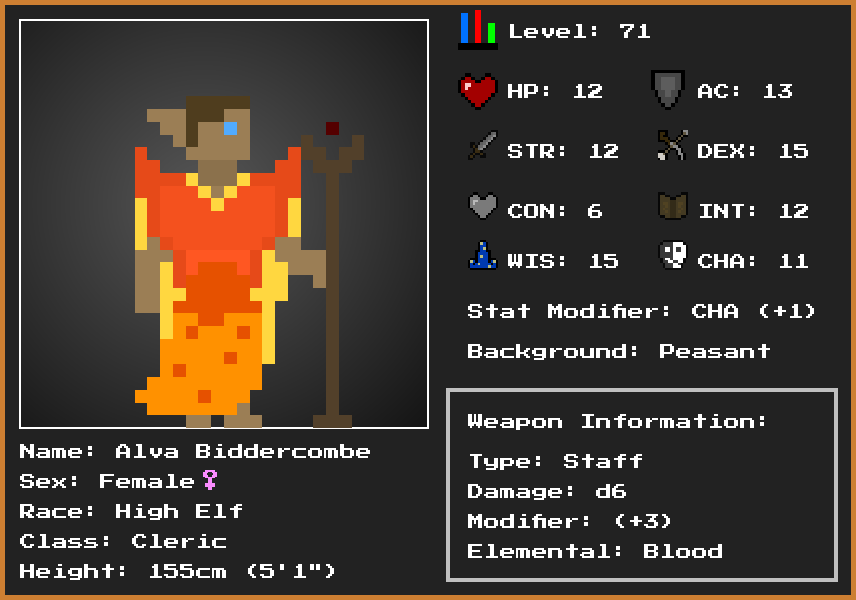 Level: 71
HP: 12
AC: 13
STR: 12
DEX: 15
CON: 6
INT: 12
WIS: 15
CHA: 11
Stat Modifier: CHA (+1)
Background: Peasant
Weapon Information:
Type: Staff
Damage: d6
Modifier: (+3)
Elemental: Blood
Name: Alva Biddercombe
Sex: Female♀
Race: High Elf
Class: Cleric
Height: 155cm (5'1")